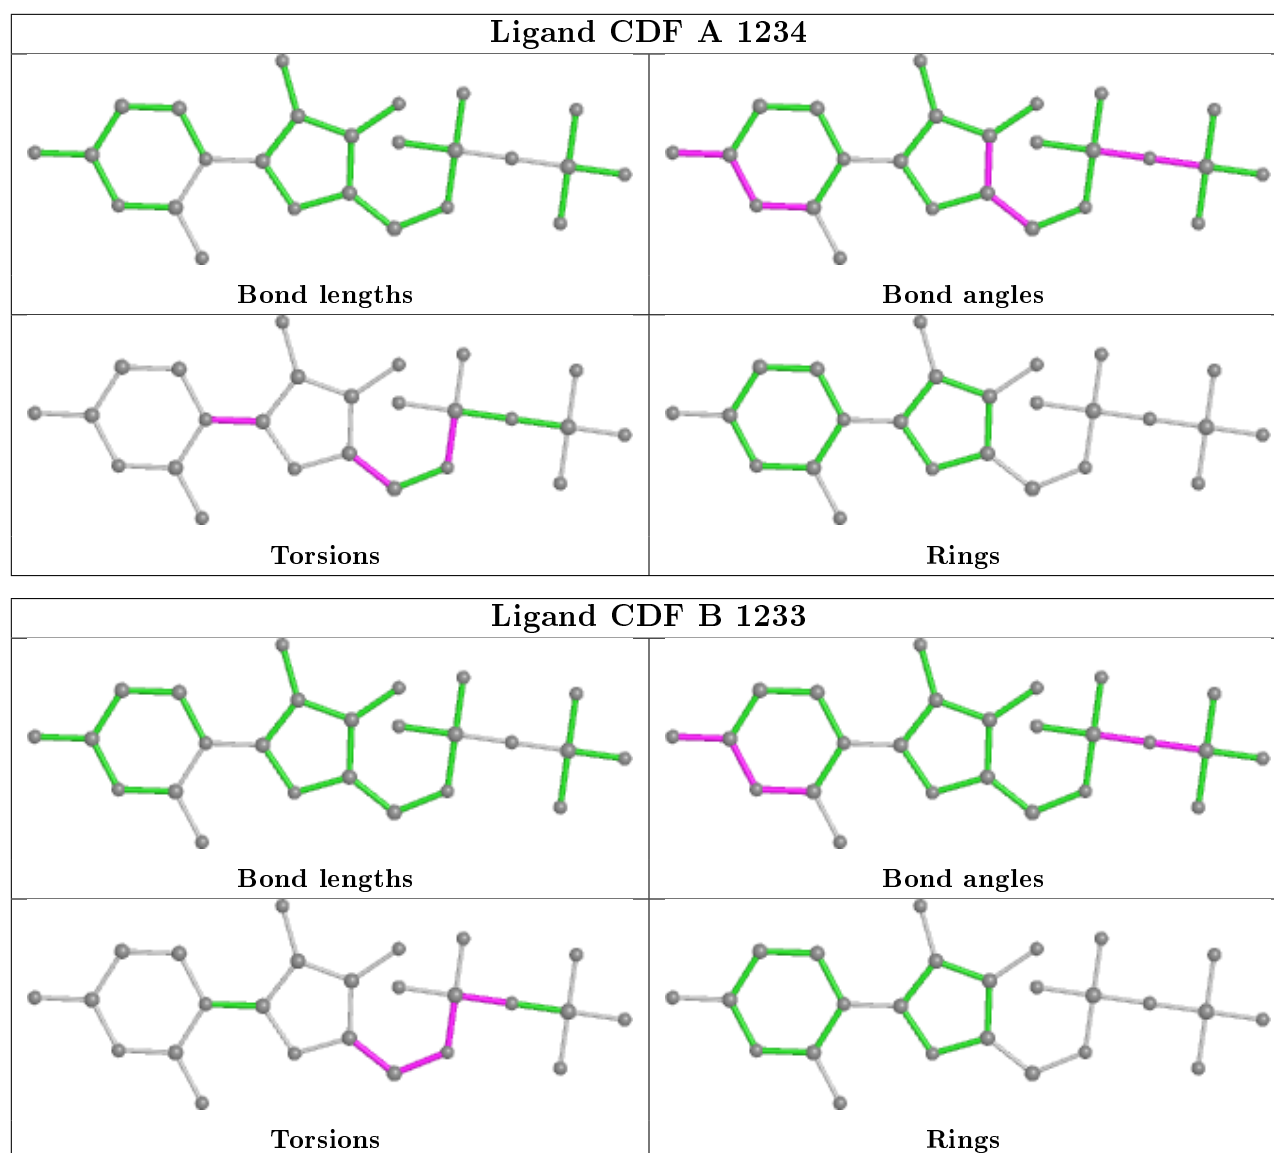 Ligand CDF A 1234
Bond lengths
Bond angles
Torsions
Rings
Ligand CDF B 1233
Bond lengths
Bond angles
Torsions
Rings